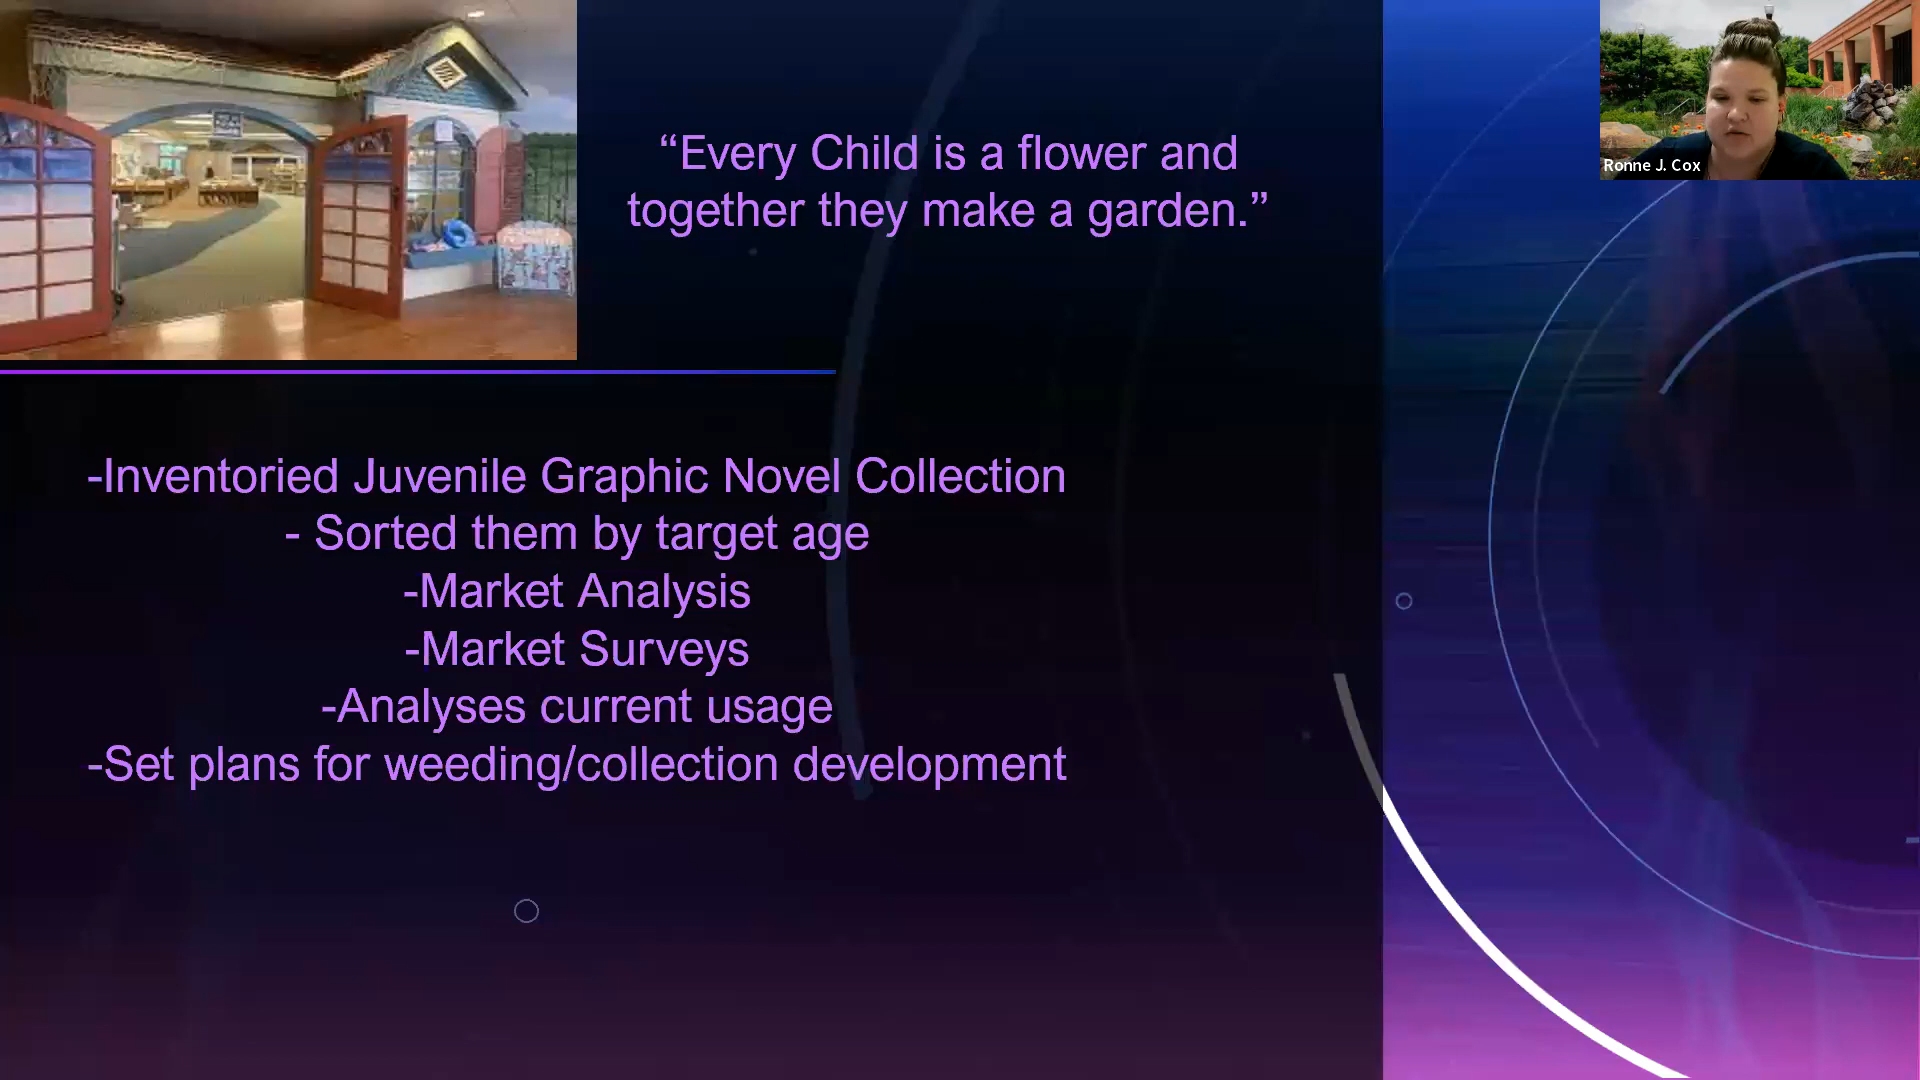 “Every Child is a flower and
together they make a garden.”
Ronne J. Cox
-Inventoried Juvenile Graphic Novel Collection
- Sorted them by target age
-Market Analysis
-Market Surveys
-Analyses current usage
-Set plans for weeding/collection development